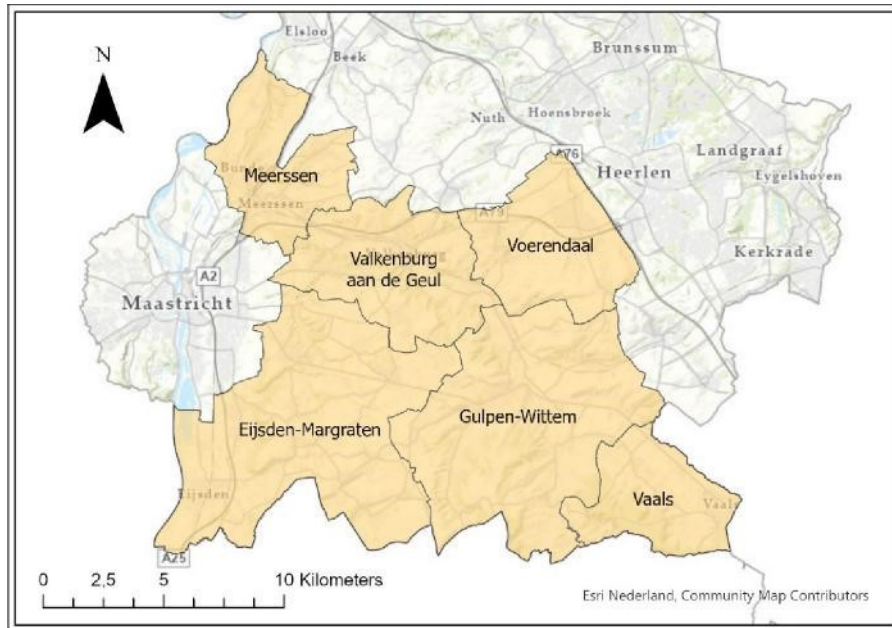 Elsloo
Beek
Brunssum
N
Nuth
Hoensbroek
A76
Landgraaf
Heerlen
Eygelshoven
Meerssen
Meerssen
A79
Voerendaal
Kerkrade
Valkenburg
aan de Geul
A2
Maastricht
Eijsden-Margraten
Gulpen-Wittem
Eijsden
Vaals
Vaals
A25
0 2,5 5 10 Kilometers
Esri Nederland, Community Map Contributors